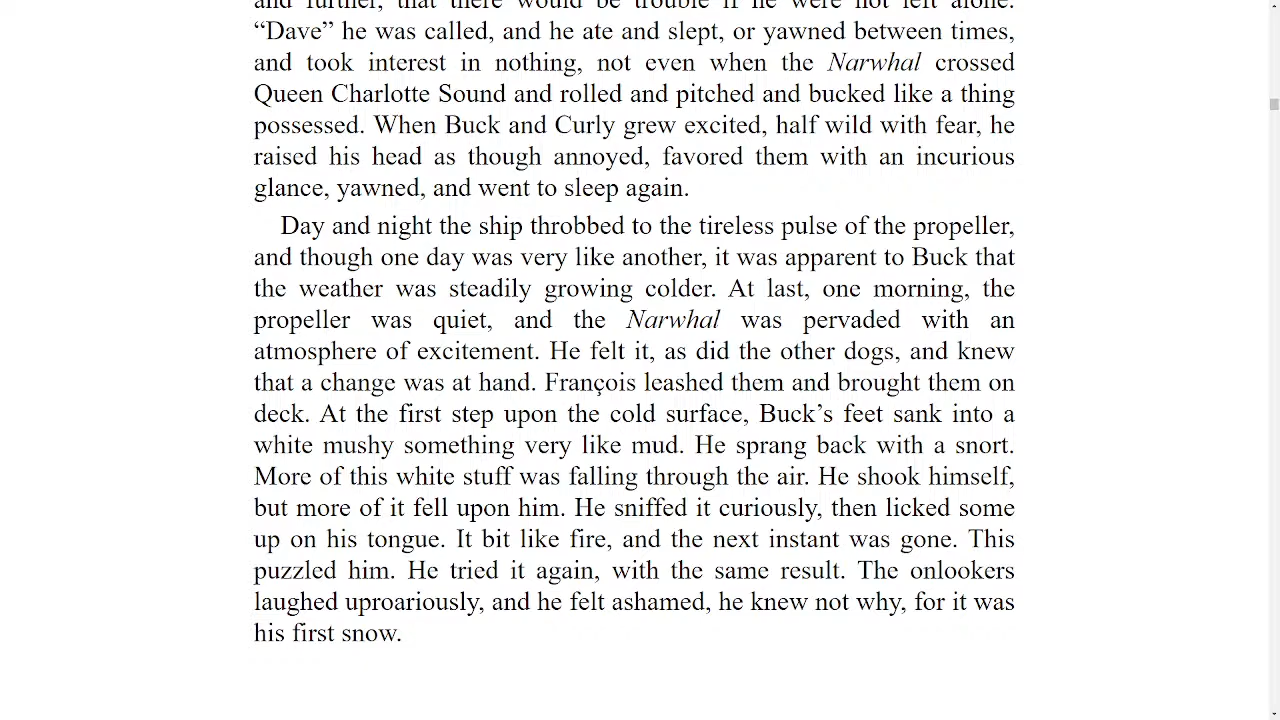 and further, that there would be trouble if he were not left alone.
“Dave” he was called, and he ate and slept, or yawned between times,
and took interest in nothing, not even when the Narwhal crossed
Queen Charlotte Sound and rolled and pitched and bucked like a thing
possessed. When Buck and Curly grew excited, half wild with fear, he
raised his head as though annoyed, favored them with an incurious
glance, yawned, and went to sleep again.
Day and night the ship throbbed to the tireless pulse of the propeller,
and though one day was very like another, it was apparent to Buck that
the weather was steadily growing colder. At last, one morning, the
propeller was quiet, and the Narwhal was pervaded with an
atmosphere of excitement. He felt it, as did the other dogs, and knew
that a change was at hand. François leashed them and brought them on
deck. At the first step upon the cold surface, Buck’s feet sank into a
white mushy something very like mud. He sprang back with a snort.
More of this white stuff was falling through the air. He shook himself,
but more of it fell upon him. He sniffed it curiously, then licked some
up on his tongue. It bit like fire, and the next instant was gone. This
puzzled him. He tried it again, with the same result. The onlookers
laughed uproariously, and he felt ashamed, he knew not why, for it was
his first snow.